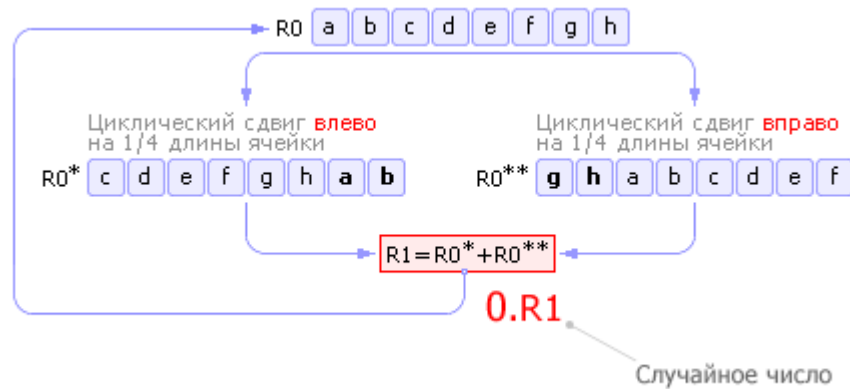 R0 a b c d e f g h
Циклический сдвиг влево
на 1/4 длины ячейки
Циклический сдвиг вправо
на 1/4 длины ячейки
R0* c d e f g h a b
R0** g h a b c d e f
R1=R0*+R0**
0.R1
Случайное число